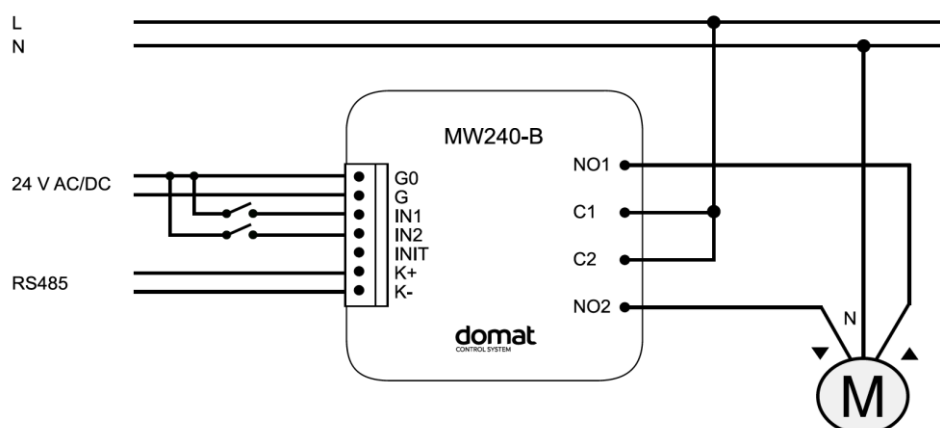 L
N
MW240-B
24 V AC/DC
G0
G
IN1
IN2
INIT
K+
K-
RS485
NO1
C1
C2
NO2
domat
CONTROL SYSTEM
N
M